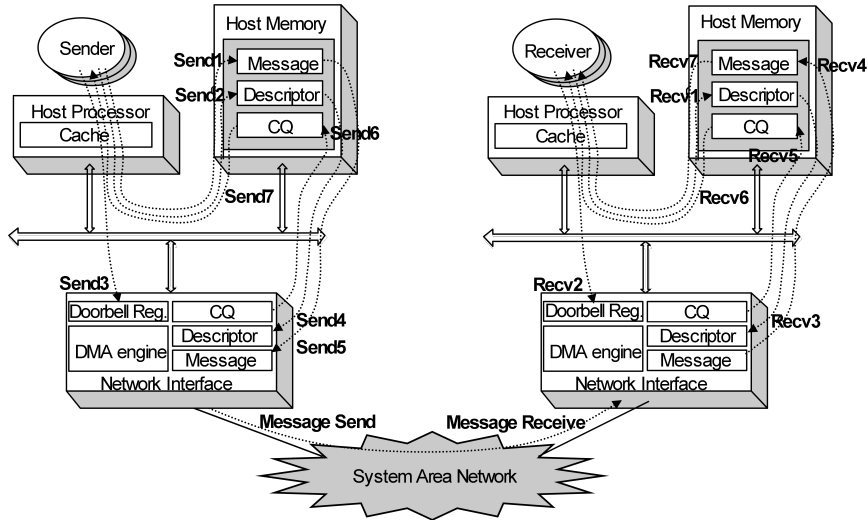 Host Memory
Sender
Send1
Message
Send2
Descriptor
Host Processor
Cache
CQ
Send6
Send7
Send3
Doorbell Reg.
CQ
Send4
Descriptor
DMA engine
Send5
Message
Network Interface
Message Send
Host Memory
Receiver
Recv7
Message
Recv4
Recv1
Descriptor
Host Processor
Cache
CQ
Recv5
Recv6
Recv2
Doorbell Reg.
CQ
Recv3
Descriptor
DMA engine
Message
Network Interface
Message Receive
System Area Network